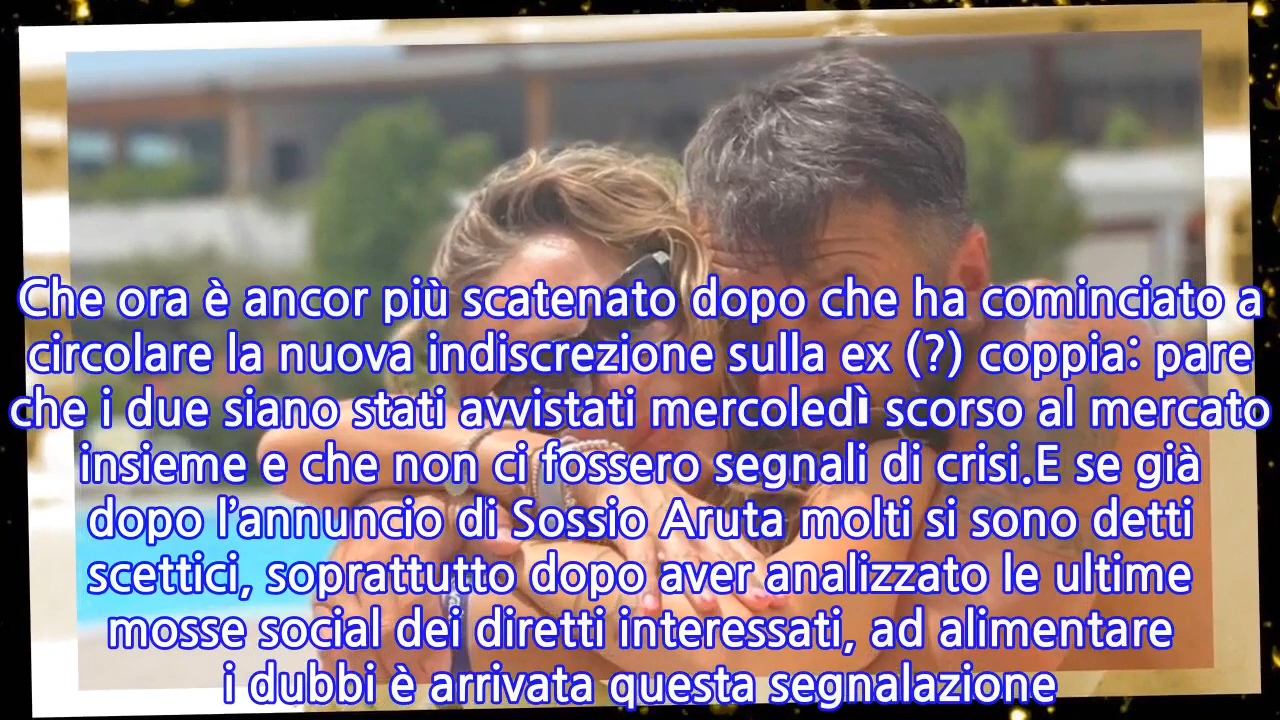 Che ora è ancor più scatenato dopo che ha cominciato a
circolare la nuova indiscrezione sulla ex (?) coppia: pare
che i due siano stati avvistati mercoledì scorso al mercato
insieme e che non ci fossero segnali di crisi.E se già
dopo l’annuncio di Sossio Aruta molti si sono detti
scettici, soprattutto dopo aver analizzato le ultime
mosse social dei diretti interessati, ad alimentare
i dubbi è arrivata questa segnalazione